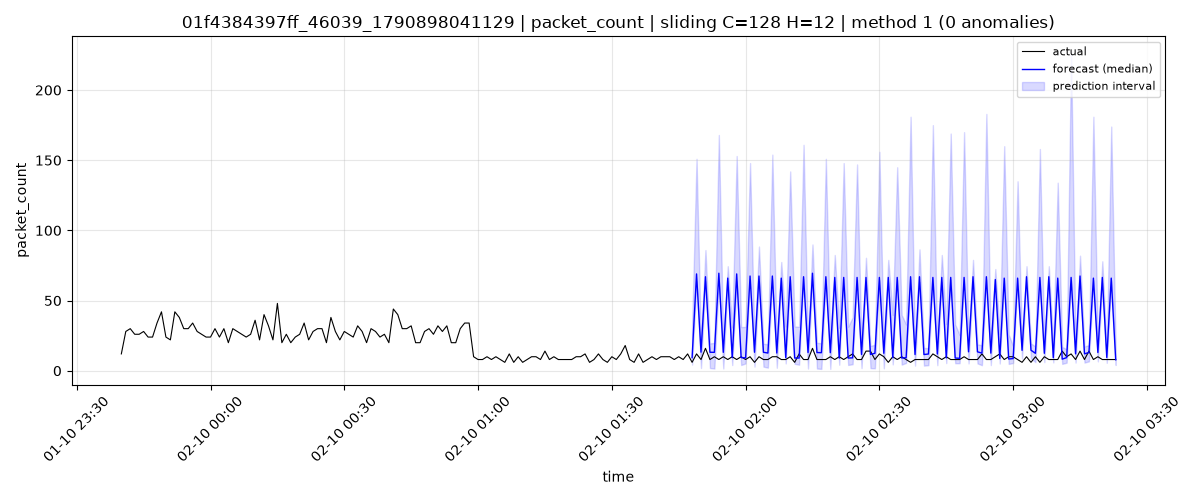 01f4384397ff_46039_1790898041129 | packet_count | sliding C=128 H=12 | method 1 (0 anomalies)
actual
forecast (median)
prediction interval
packet_count
200
150
100
50
0
01-10 23:30
02-10 00:00
02-10 00:30
02-10 01:00
02-10 01:30
02-10 02:00
02-10 02:30
02-10 03:00
02-10 03:30
time